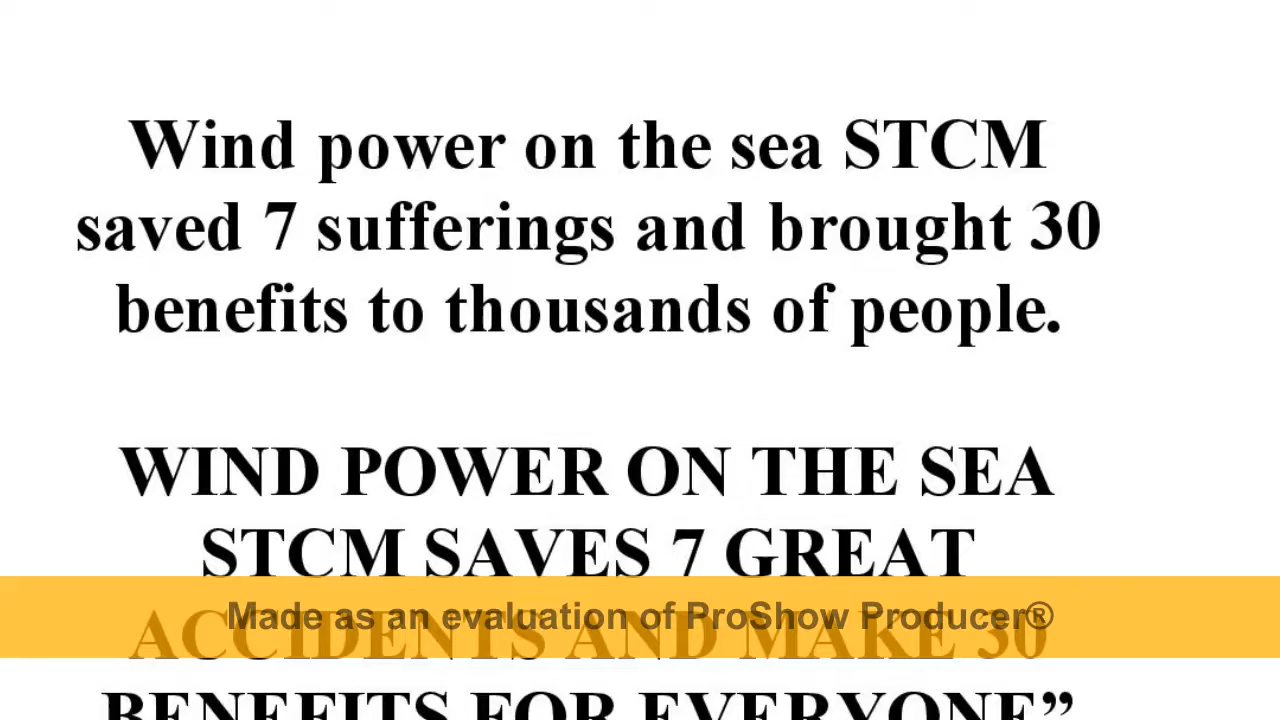 Wind power on the sea STCM
saved 7 sufferings and brought 30
benefits to thousands of people.
WIND POWER ON THE SEA
STCM SAVES 7 GREAT
Made as an evaluation of ProShow Producer®
ACCIDENTS AND MAKE 30
BENEFITS FOR EVERYONE”